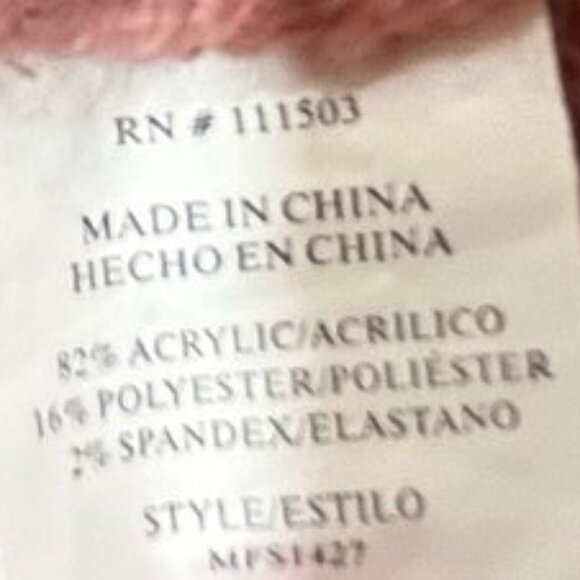 RN # 111503
MADE IN CHINA
HECHO EN CHINA
82% ACRYLIC/ACRILICO
16% POLYESTER/POLIÉSTER
2% SPANDEX/ELASTANO
STYLE/ESTILO
MFS1427